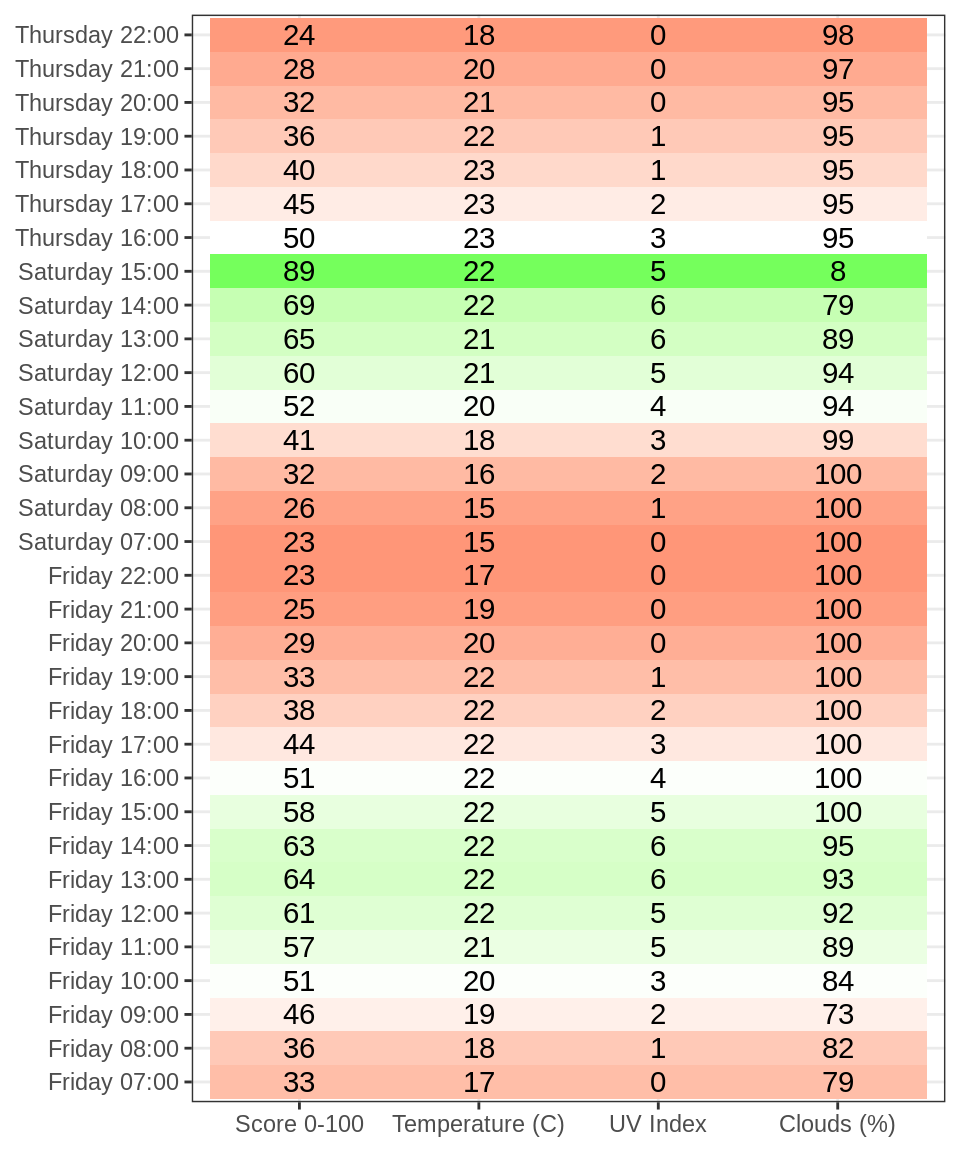 Thursday 22:00 24 18 0 98
Thursday 21:00 28 20 0 97
Thursday 20:00 32 21 0 95
Thursday 19:00 36 22 1 95
Thursday 18:00 40 23 1 95
Thursday 17:00 45 23 2 95
Thursday 16:00 50 23 3 95
Saturday 15:00 89 22 5 8
Saturday 14:00 69 22 6 79
Saturday 13:00 65 21 6 89
Saturday 12:00 60 21 5 94
Saturday 11:00 52 20 4 94
Saturday 10:00 41 18 3 99
Saturday 09:00 32 16 2 100
Saturday 08:00 26 15 1 100
Saturday 07:00 23 15 0 100
Friday 22:00 23 17 0 100
Friday 21:00 25 19 0 100
Friday 20:00 29 20 0 100
Friday 19:00 33 22 1 100
Friday 18:00 38 22 2 100
Friday 17:00 44 22 3 100
Friday 16:00 51 22 4 100
Friday 15:00 58 22 5 100
Friday 14:00 63 22 6 95
Friday 13:00 64 22 6 93
Friday 12:00 61 22 5 92
Friday 11:00 57 21 5 89
Friday 10:00 51 20 3 84
Friday 09:00 46 19 2 73
Friday 08:00 36 18 1 82
Friday 07:00 33 17 0 79
Score 0-100 Temperature (C) UV Index Clouds (%)